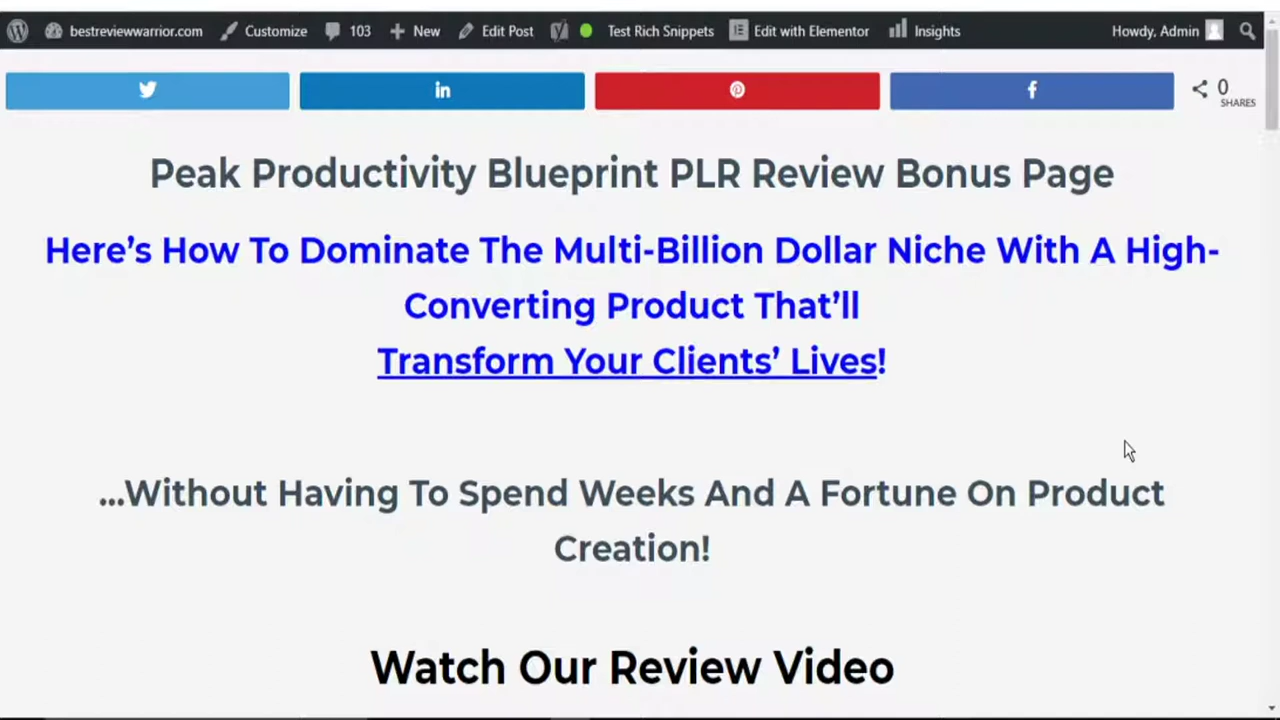 bestreviewwarrior.com Customize 103 New Edit Post Test Rich Snippets Edit with Elementor Insights Howdy, Admin
0
SHARES
Peak Productivity Blueprint PLR Review Bonus Page
Here’s How To Dominate The Multi-Billion Dollar Niche With A High-
Converting Product That’ll
Transform Your Clients’ Lives!
...Without Having To Spend Weeks And A Fortune On Product
Creation!
Watch Our Review Video